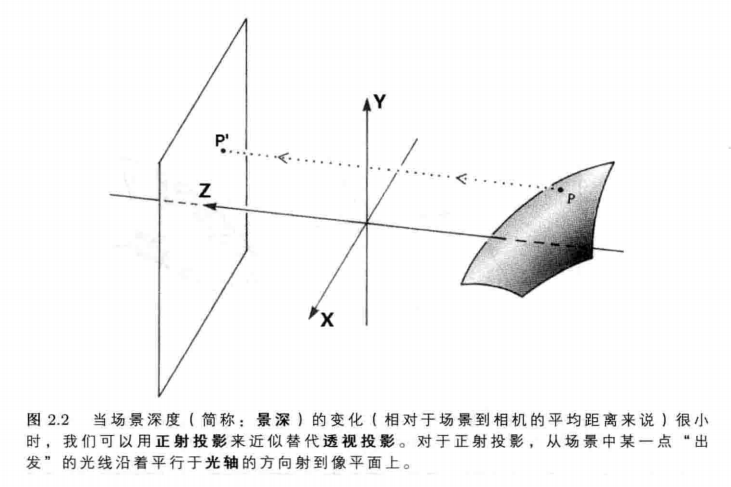 Y
P'
Z
P
X
图 2.2 当场景深度（简称：景深）的变化（相对于场景到相机的平均距离来说）很小
时，我们可以用正射投影来近似替代透视投影。对于正射投影，从场景中某一点“出
发”的光线沿着平行于光轴的方向射到像平面上。